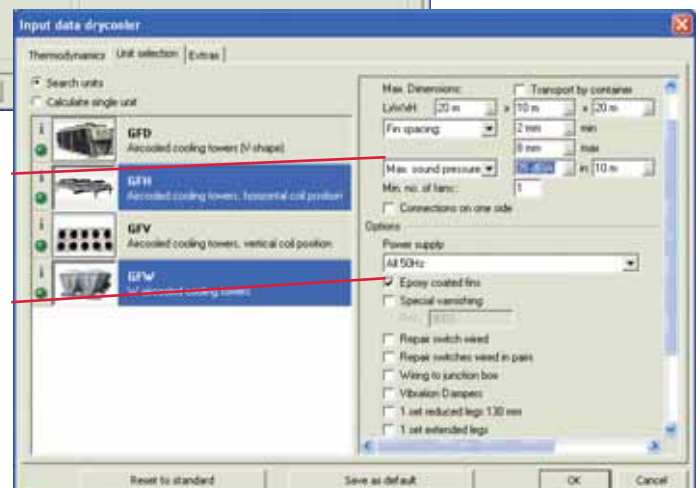 Input data drycooler
Thermodynamics Unit selection Extras
Search units
Calculate single unit
i
GFD
Aircooled cooling towers (V shape)
i
GFH
Aircooled cooling towers, horizontal coil position
i
GFV
Aircooled cooling towers, vertical coil position
i
GFW
aircooled cooling towers
Max. Dimensions: Transport by container
LxWxH: 20 m x 10 m x 20 m
Fin spacing: 2 mm min
8 mm max
Max. sound pressure in 10 m
Min. no. of fans: 1
Connections on one side
Options
Power supply
All 50Hz
Epoxy coated fins
Special varnishing
Repair switch wired
Repair switches wired in pairs
Wiring to junction box
Vibration Dampers
1 set reduced legs 130 mm
1 set extended legs
Reset to standard Save as default OK Cancel